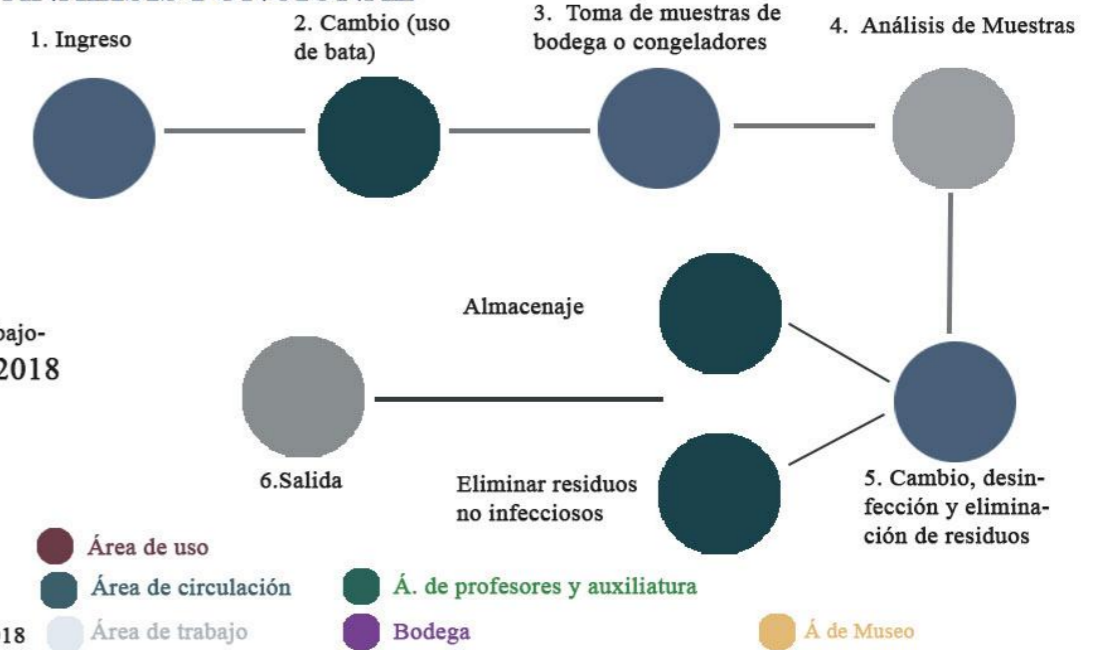 1. Ingreso
2. Cambio (uso
de bata)
3. Toma de muestras de
bodega o congeladores
4. Análisis de Muestras
Almacenaje
2018
6.Salida
Eliminar residuos
no infecciosos
5. Cambio, desin-
fección y elimina-
ción de residuos
Área de uso
Área de circulación
Á. de profesores y auxiliatura
18
Área de trabajo
Bodega
Á de Museo